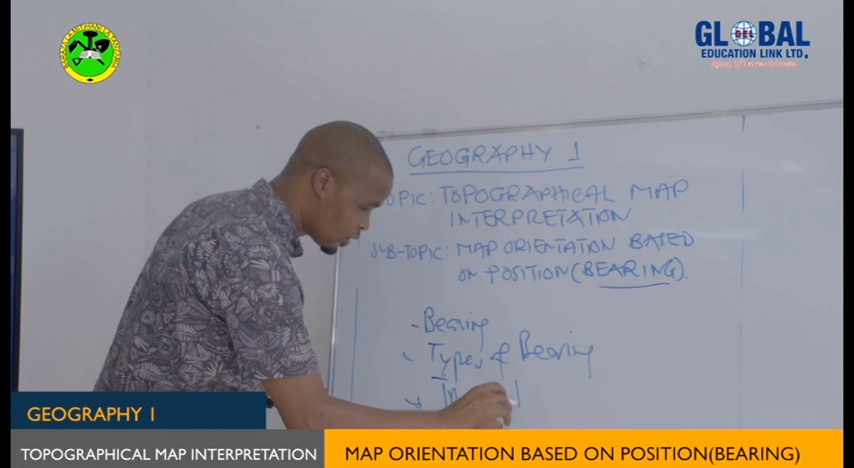 GLOBAL
GEL
EDUCATION LINK LTD.
GEOGRAPHY 1
TOPIC: TOPOGRAPHICAL MAP
INTERPRETATION
SUB-TOPIC: MAP ORIENTATION BASED
ON POSITION (BEARING).
- Bearing
- Types of Bearing
GEOGRAPHY 1
TOPOGRAPHICAL MAP INTERPRETATION
MAP ORIENTATION BASED ON POSITION(BEARING)